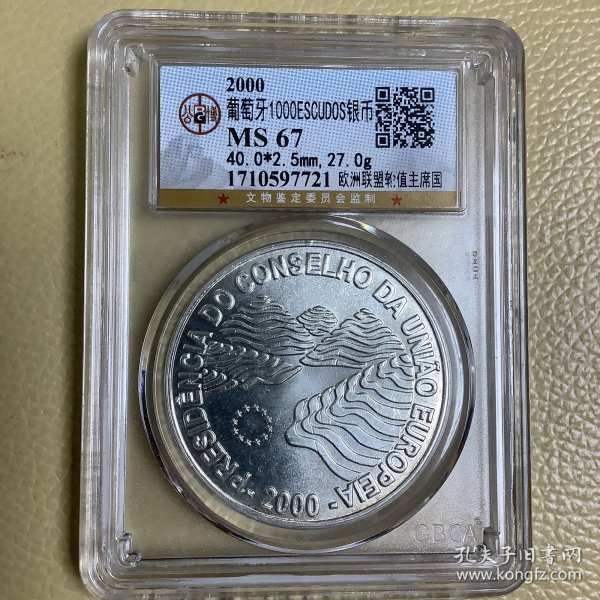 2000
葡萄牙1000ESCUDOS银币
MS 67
40.0*2.5mm, 27.0g
1710597721 欧洲联盟轮值主席国
★ 文物鉴定委员会监制 ★
PRESIDÊNCIA DO CONSELHO DA UNIÃO EUROPEIA
· 2000 ·
GBCA
孔夫子旧书网
www.kongfz.com